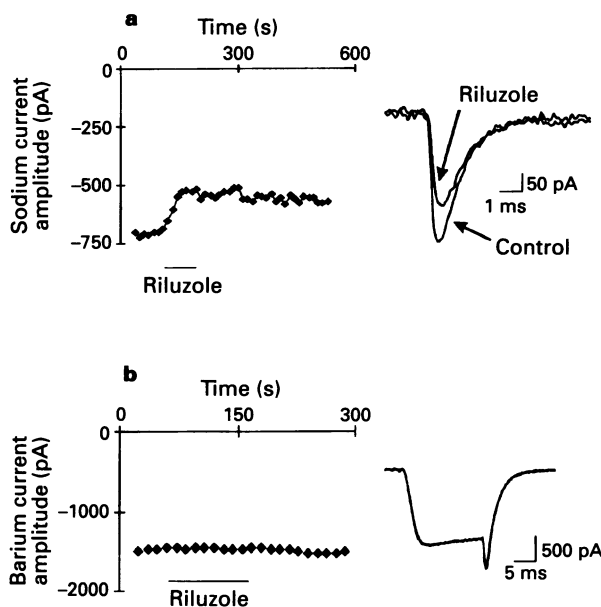 a
Time (s)
0 300 600
0
−250
−500
−750
Sodium current
amplitude (pA)
Riluzole
Riluzole
50 pA
1 ms
Control
b
Time (s)
0 150 300
0
−1000
−2000
Barium current
amplitude (pA)
Riluzole
500 pA
5 ms